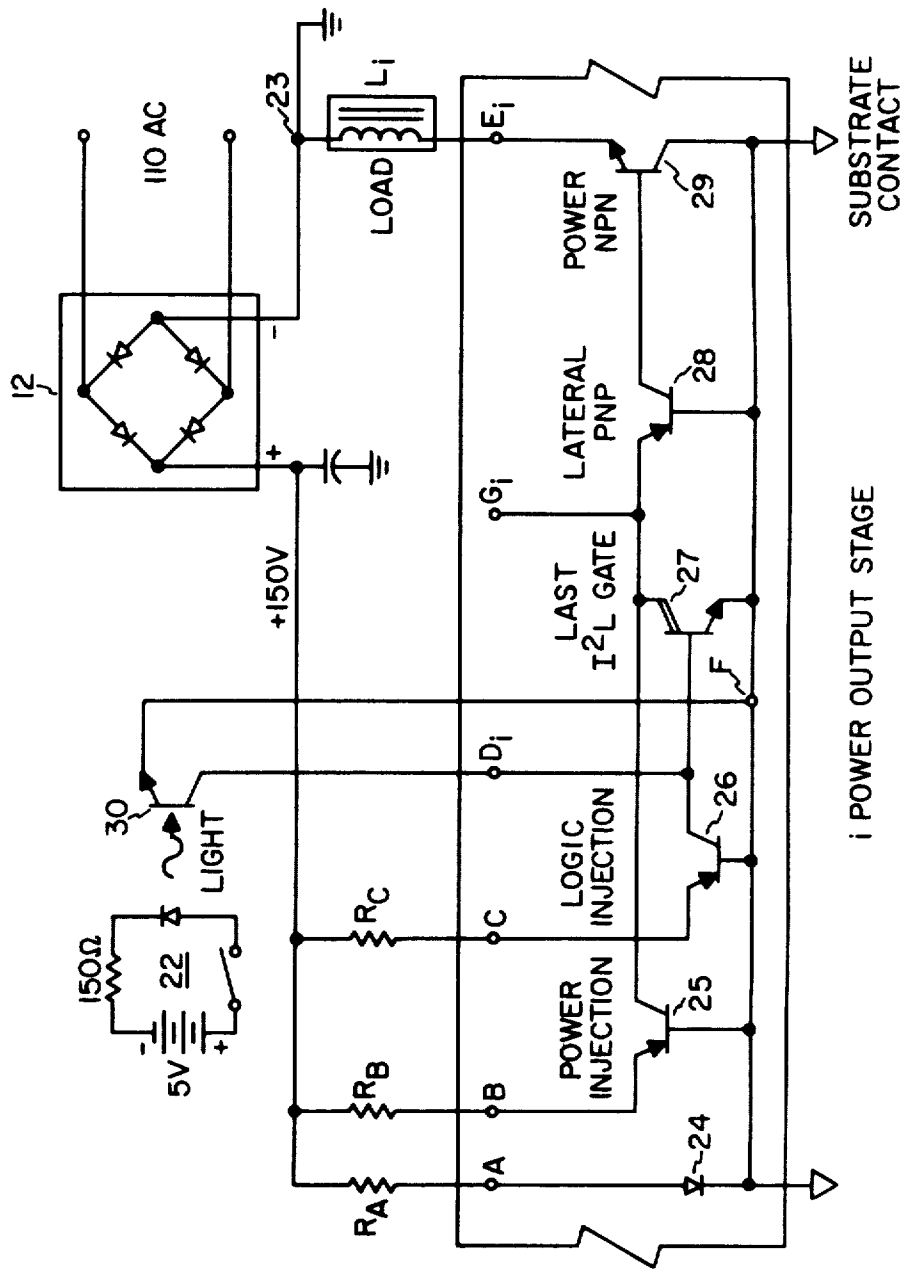 12
110 AC
+
-
23
+150V
150Ω
22
5V
-
+
30
LIGHT
RA
RB
RC
LOAD
Li
A
B
C
Di
Gi
Ei
F
POWER
INJECTION
LOGIC
INJECTION
LAST
I²L GATE
LATERAL
PNP
POWER
NPN
24
25
26
27
28
29
i POWER OUTPUT STAGE
SUBSTRATE
CONTACT